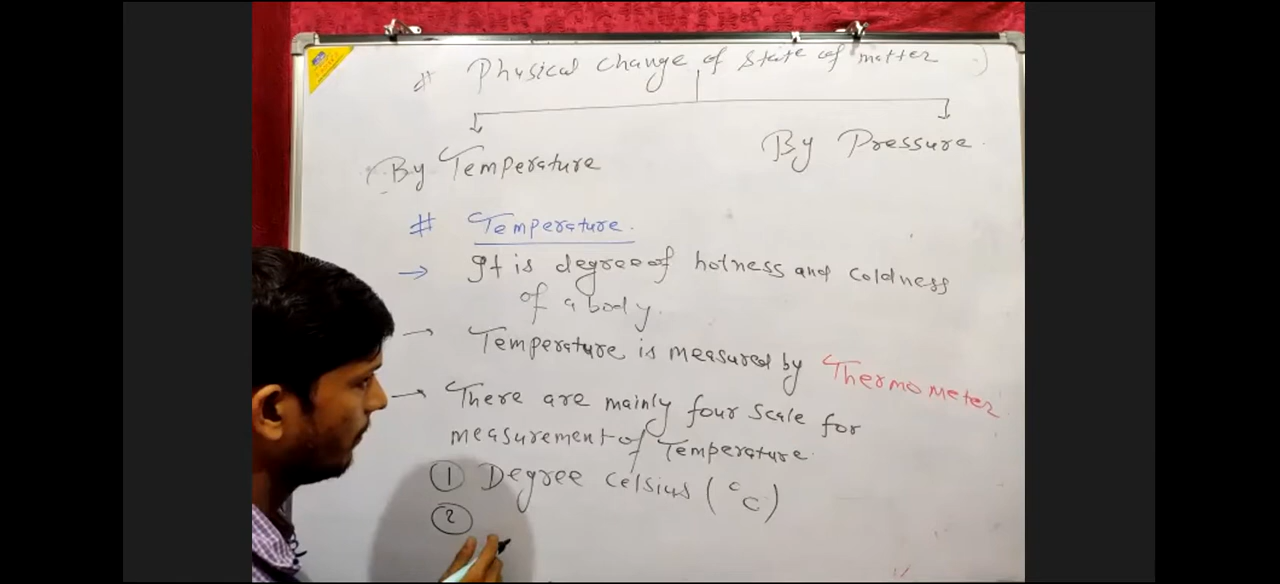 # Physical change of state of matter
By Temperature
By Pressure.
# Temperature.
→ It is degree of hotness and coldness
of a body.
→ Temperature is measured by Thermometer
→ There are mainly four scale for
measurement of Temperature.
① Degree Celsius (°C)
②